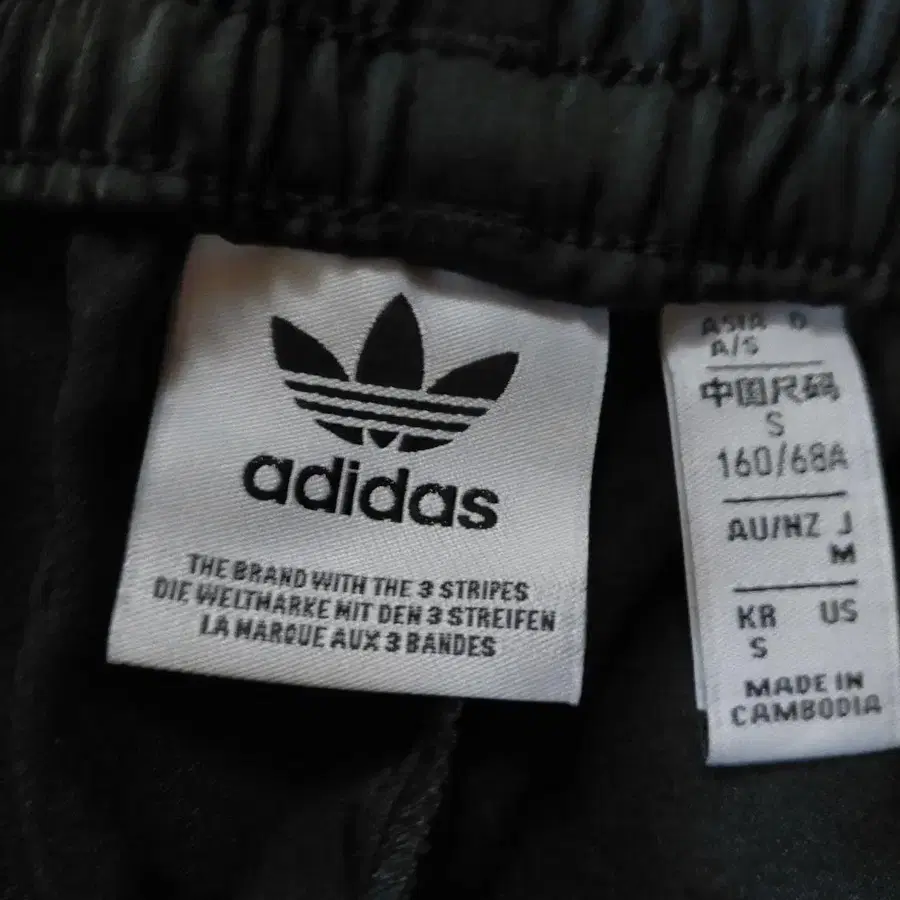 adidas
THE BRAND WITH THE 3 STRIPES
DIE WELTMARKE MIT DEN 3 STREIFEN
LA MARQUE AUX 3 BANDES
ASIA D
A/S
中国尺码
S
160/68A
AU/NZ J
M
KR US
S
MADE IN
CAMBODIA